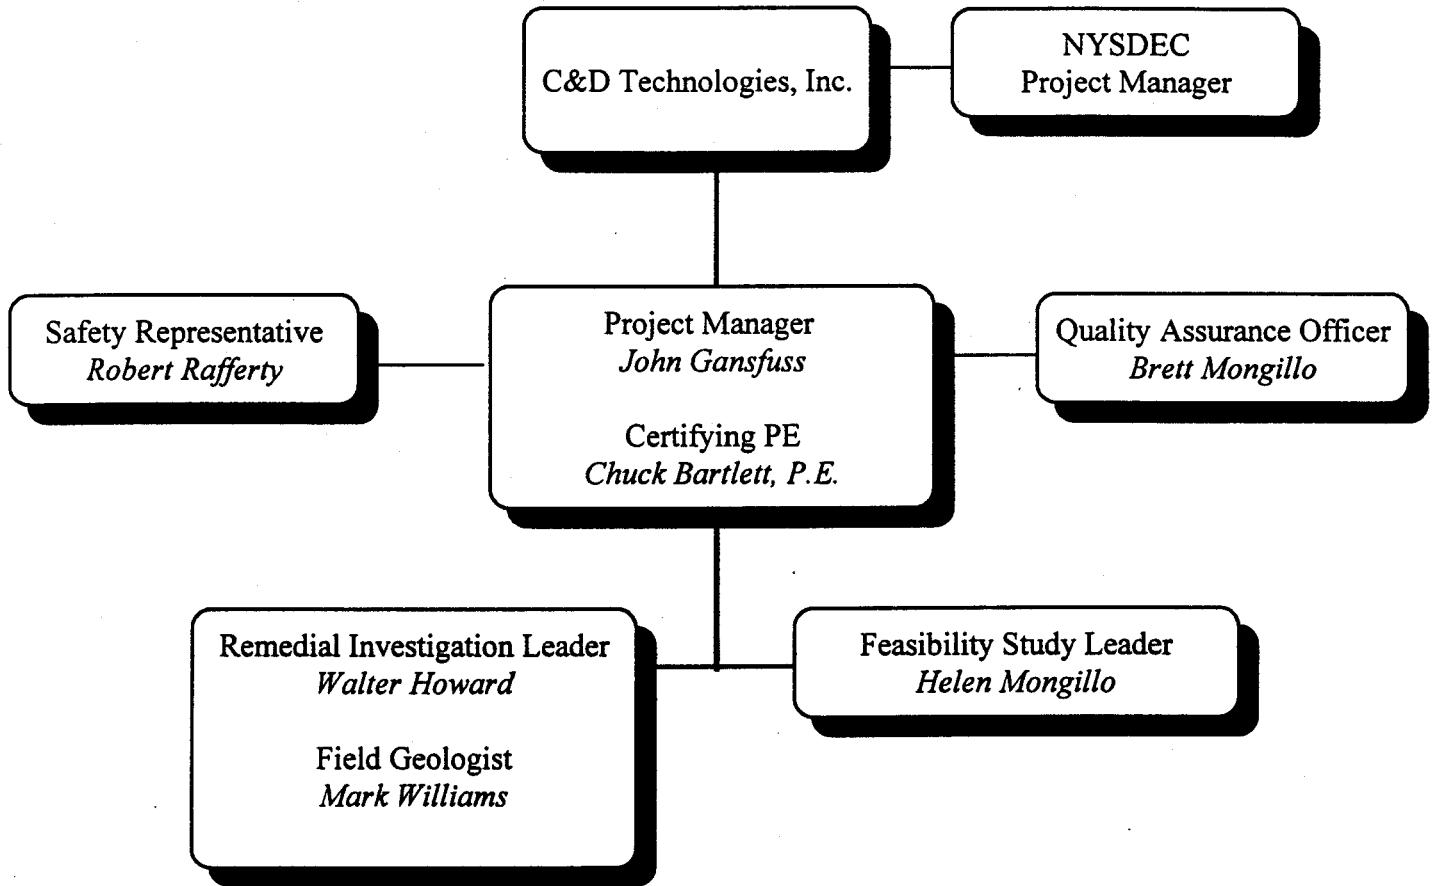 C&D Technologies, Inc.
NYSDEC
Project Manager
Safety Representative
Robert Rafferty
Project Manager
John Gansfuss
Certifying PE
Chuck Bartlett, P.E.
Quality Assurance Officer
Brett Mongillo
Remedial Investigation Leader
Walter Howard
Field Geologist
Mark Williams
Feasibility Study Leader
Helen Mongillo